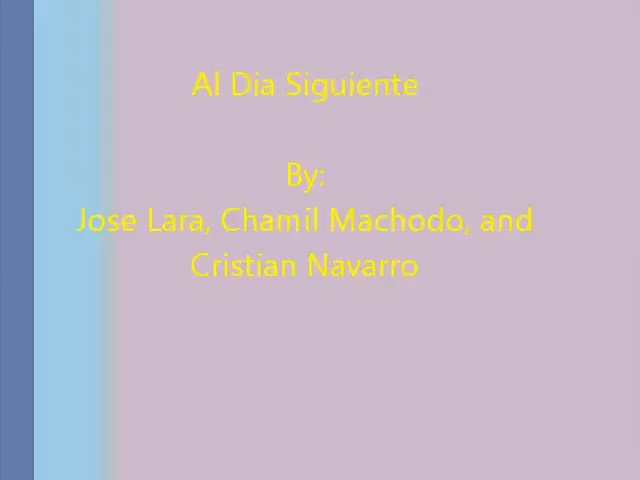 Al Dia Siguiente
By:
Jose Lara, Chamil Machodo, and
Cristian Navarro